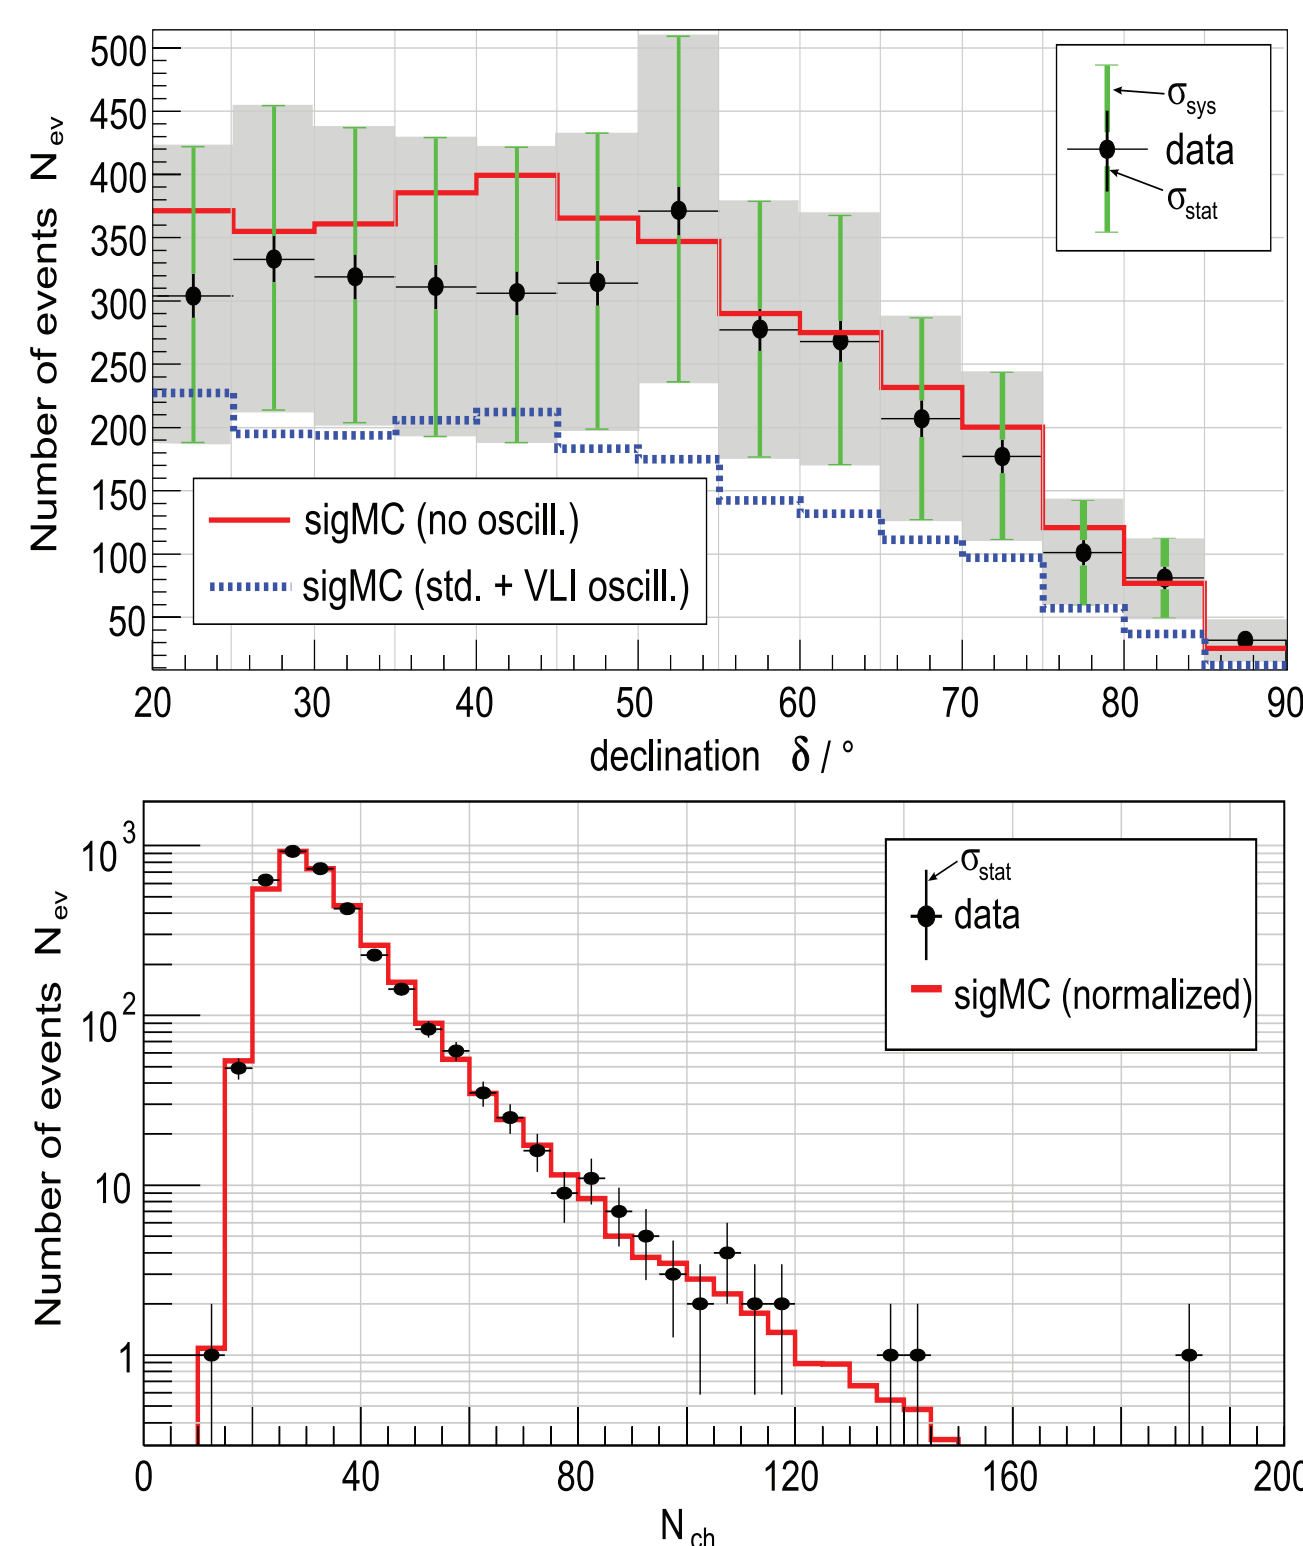 500
450
400
350
300
250
200
150
100
50
Number of events N_ev
σ_sys
data
σ_stat
sigMC (no oscill.)
sigMC (std. + VLI oscill.)
20 30 40 50 60 70 80 90
declination δ / °
10^3
10^2
10
1
Number of events N_ev
σ_stat
data
sigMC (normalized)
0 40 80 120 160 200
N_ch